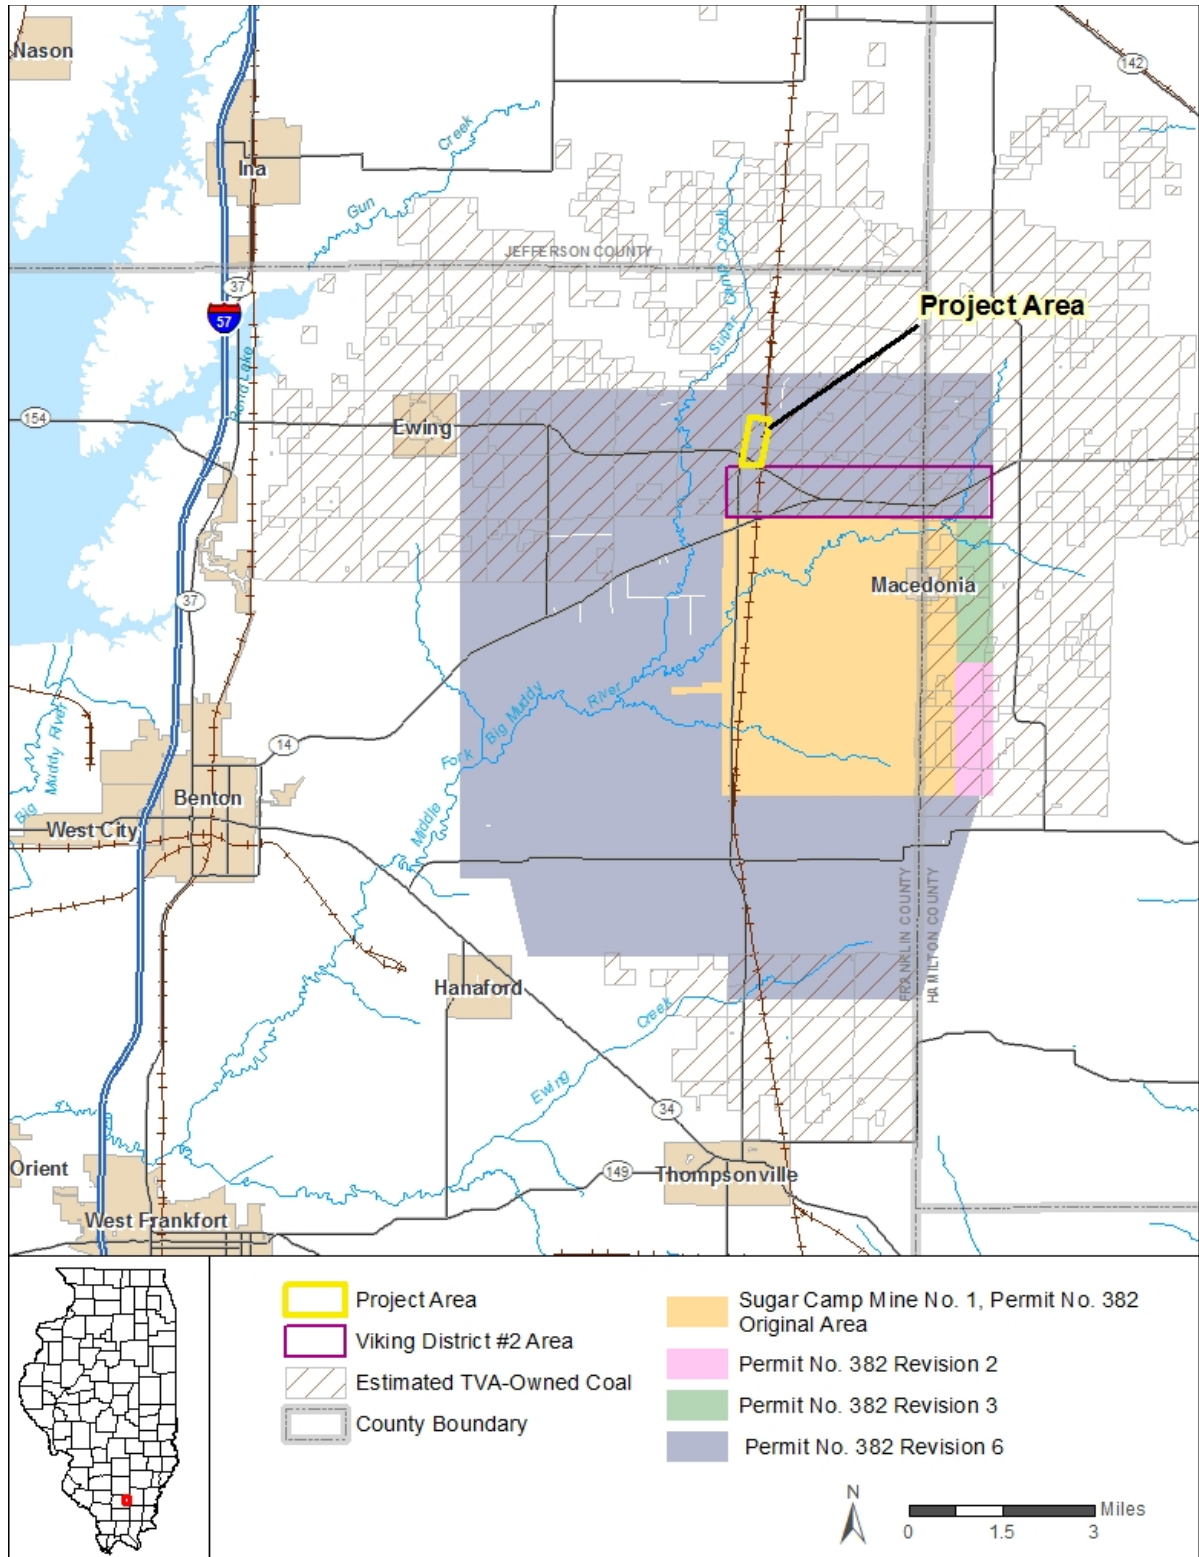 Nason
142
Creek
Ina
Gun
Sugar Camp Creek
JEFFERSON COUNTY
37
57
Project Area
Rend Lake
154
Ewing
Macedonia
37
River
Big Muddy
Fork
Middle
14
Big Muddy River
Benton
West City
FRANKLIN COUNTY
HAMILTON COUNTY
Hanaford
Creek
Ewing
34
Orient
149
Thompsonville
West Frankfort
Project Area
Viking District #2 Area
Estimated TVA-Owned Coal
County Boundary
Sugar Camp Mine No. 1, Permit No. 382
Original Area
Permit No. 382 Revision 2
Permit No. 382 Revision 3
Permit No. 382 Revision 6
N
Miles
0 1.5 3